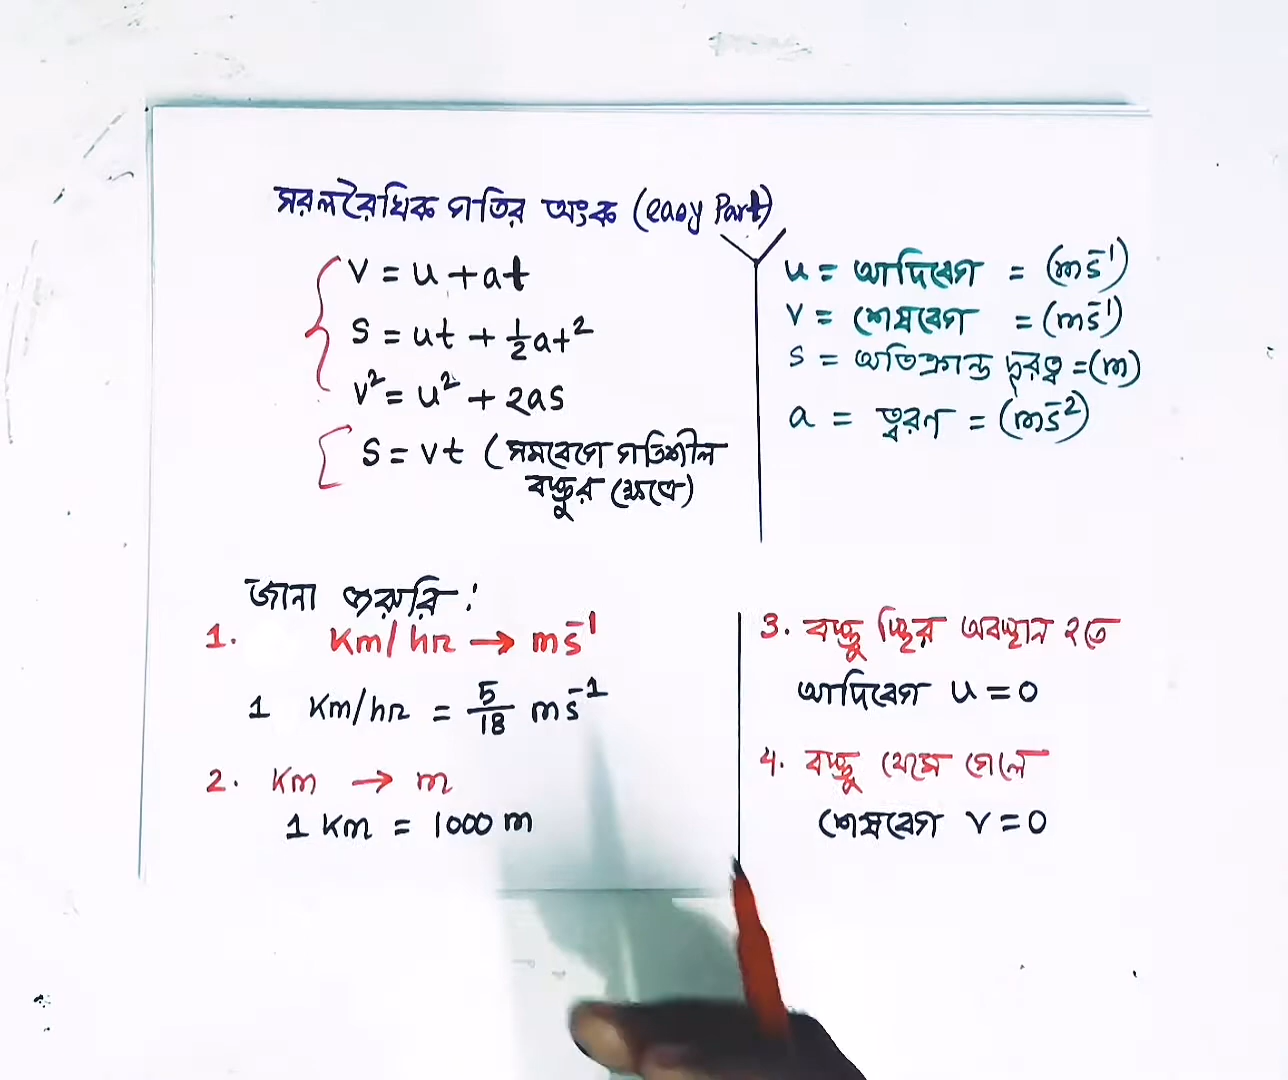 সরলরৈখিক গতির অংক (easy Part)
v = u + at
s = ut + 1/2 at²
v² = u² + 2as
s = vt (সমবেগে গতিশীল
বস্তুর ক্ষেত্রে)
u = আদিবেগ = (ms⁻¹)
v = শেষবেগ = (ms⁻¹)
s = অতিক্রান্ত দূরত্ব = (m)
a = ত্বরণ = (ms⁻²)
জানা জরুরি :
1. Km/hr → ms⁻¹
1 Km/hr = 5/18 ms⁻¹
2. Km → m
1 Km = 1000 m
3. বস্তু স্থির অবস্থান হতে
আদিবেগ u = 0
4. বস্তু থেমে গেলে
শেষবেগ v = 0